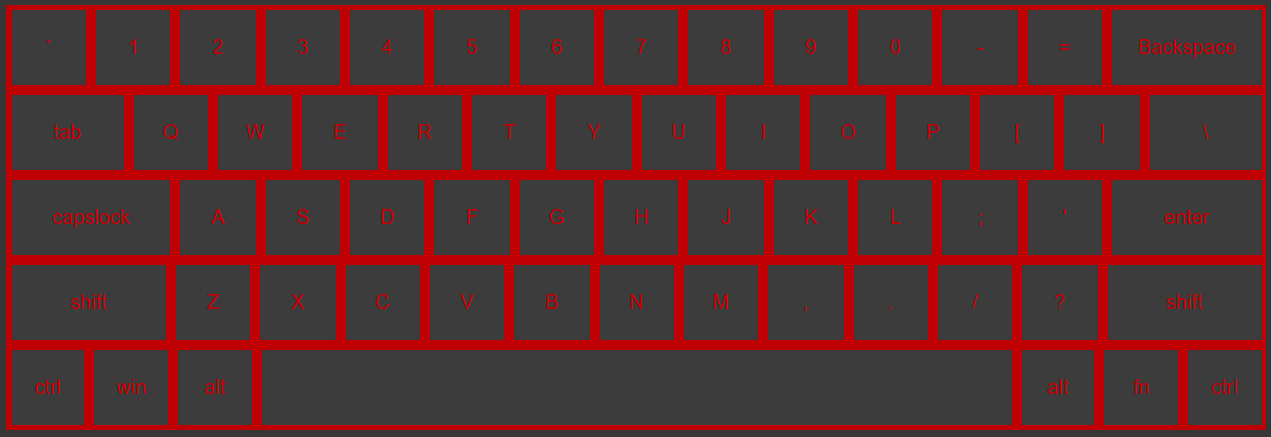 ` 1 2 3 4 5 6 7 8 9 0 - = Backspace
tab Q W E R T Y U I O P [ ] \
capslock A S D F G H J K L ; ' enter
shift Z X C V B N M , . / ? shift
ctrl win alt alt fn ctrl